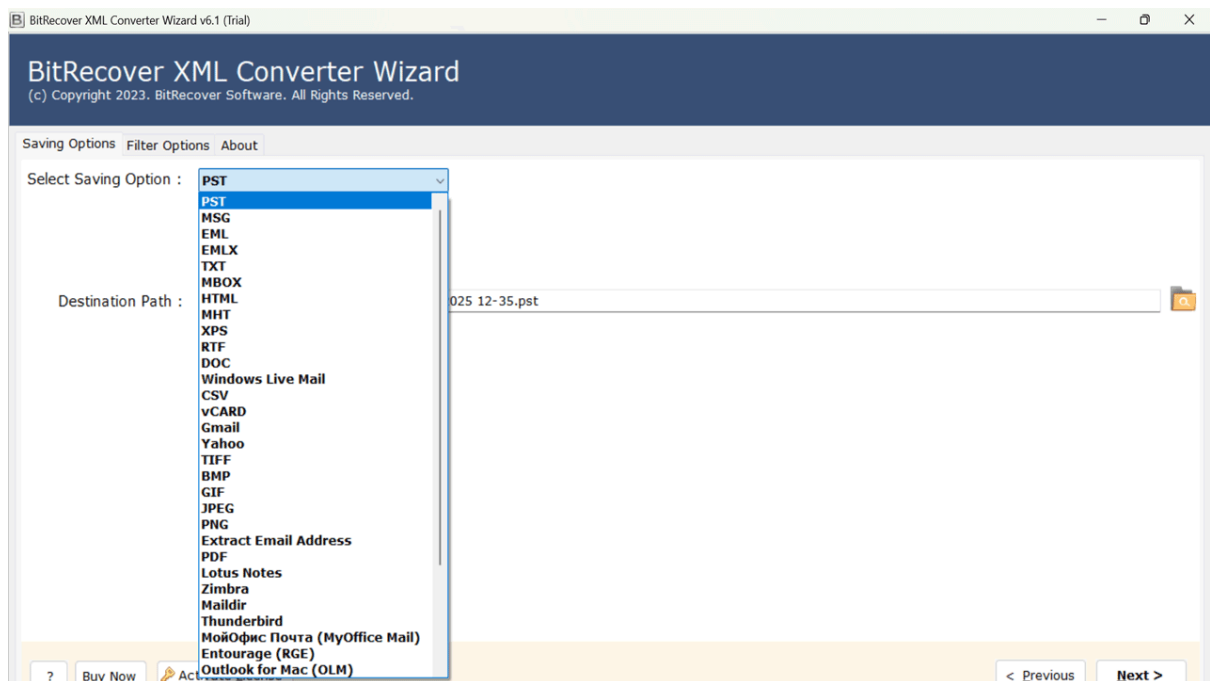 BitRecover XML Converter Wizard v6.1 (Trial)
BitRecover XML Converter Wizard
(c) Copyright 2023. BitRecover Software. All Rights Reserved.
Saving Options Filter Options About
Select Saving Option : PST
PST
MSG
EML
EMLX
TXT
MBOX
Destination Path : 025 12-35.pst
HTML
MHT
XPS
RTF
DOC
Windows Live Mail
CSV
vCARD
Gmail
Yahoo
TIFF
BMP
GIF
JPEG
PNG
Extract Email Address
PDF
Lotus Notes
Zimbra
Maildir
Thunderbird
МойОфис Почта (MyOffice Mail)
Entourage (RGE)
Outlook for Mac (OLM)
? Buy Now < Previous Next >